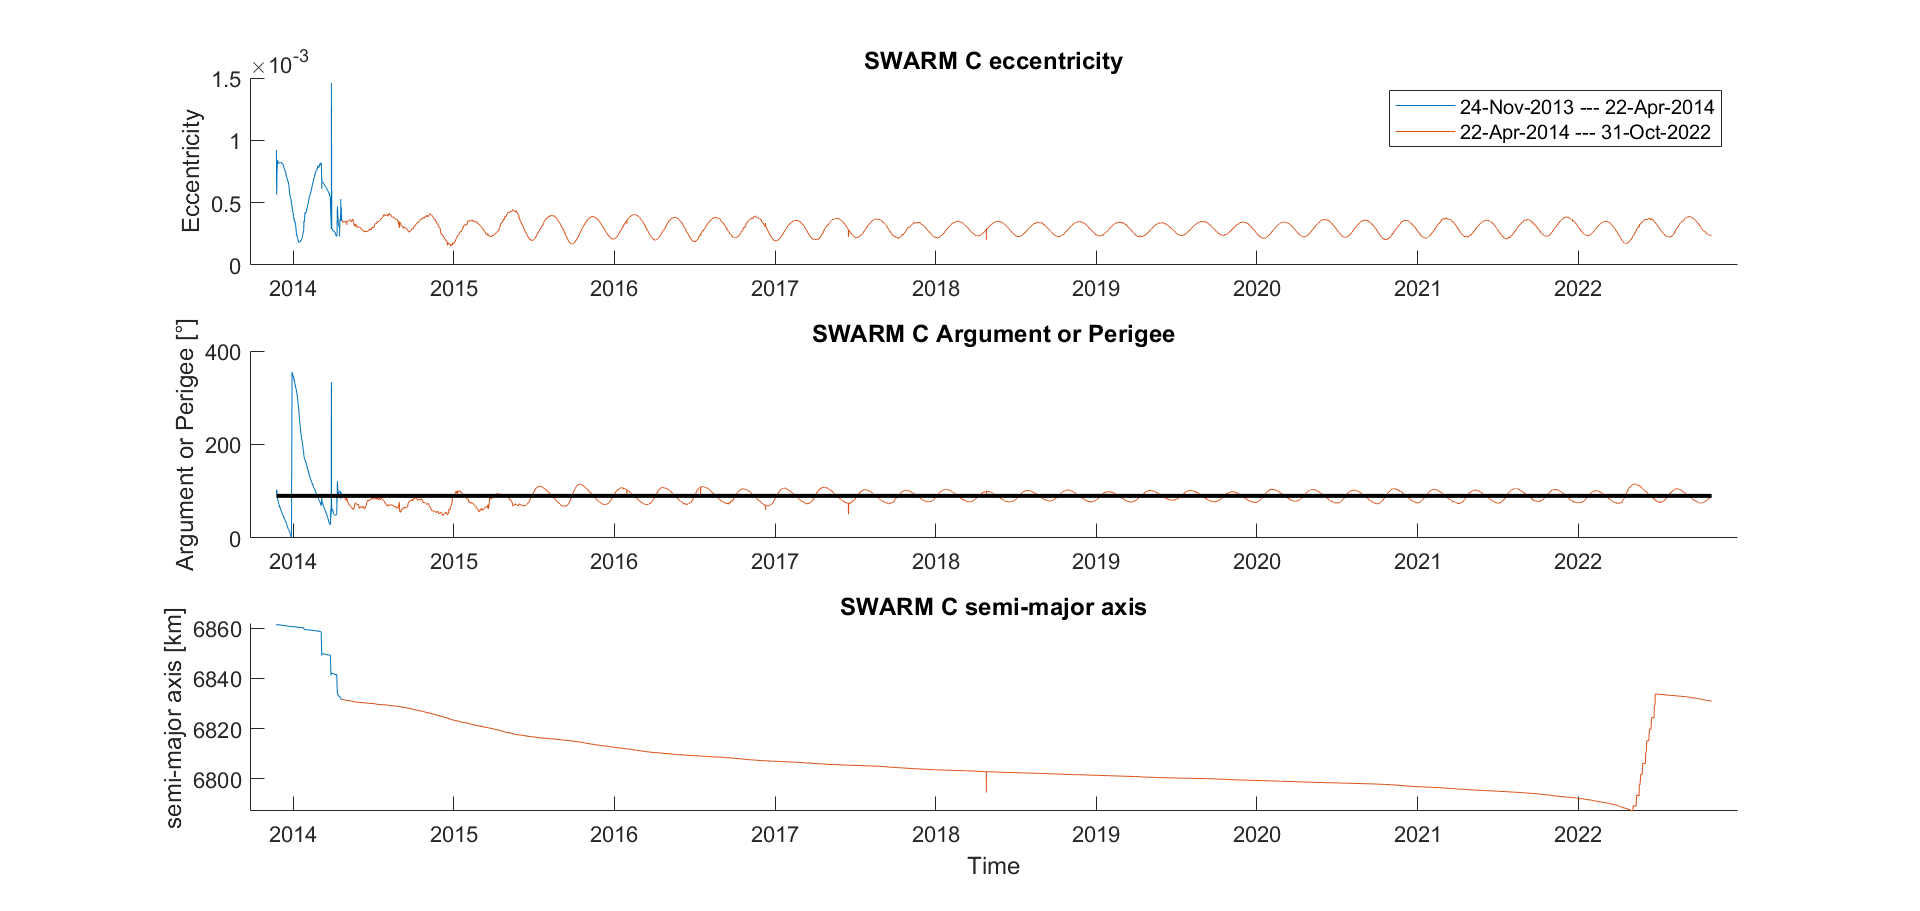 SWARM C eccentricity
×10-3
1.5
1
0.5
0
Eccentricity
24-Nov-2013 --- 22-Apr-2014
22-Apr-2014 --- 31-Oct-2022
2014 2015 2016 2017 2018 2019 2020 2021 2022
SWARM C Argument or Perigee
400
200
0
Argument or Perigee [°]
2014 2015 2016 2017 2018 2019 2020 2021 2022
SWARM C semi-major axis
6860
6840
6820
6800
semi-major axis [km]
2014 2015 2016 2017 2018 2019 2020 2021 2022
Time